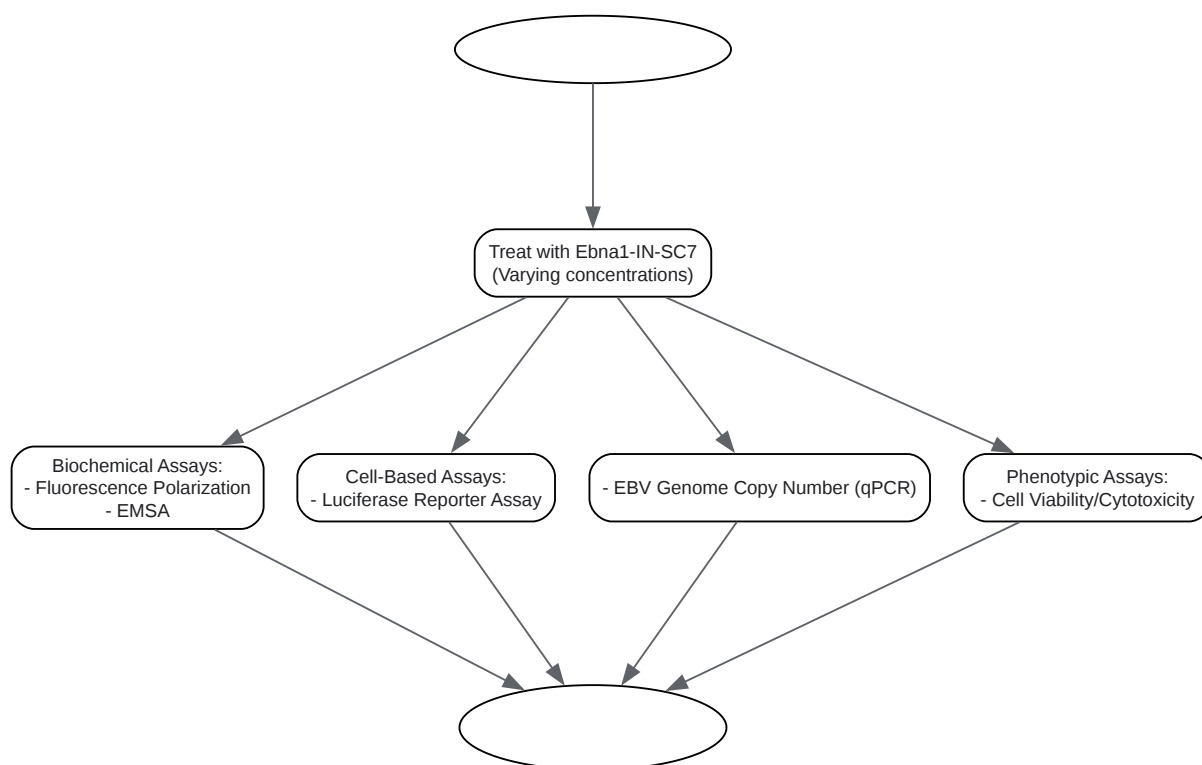 Treat with Ebna1-IN-SC7
(Varying concentrations)
Biochemical Assays:
- Fluorescence Polarization
- EMSA
Cell-Based Assays:
- Luciferase Reporter Assay
- EBV Genome Copy Number (qPCR)
Phenotypic Assays:
- Cell Viability/Cytotoxicity